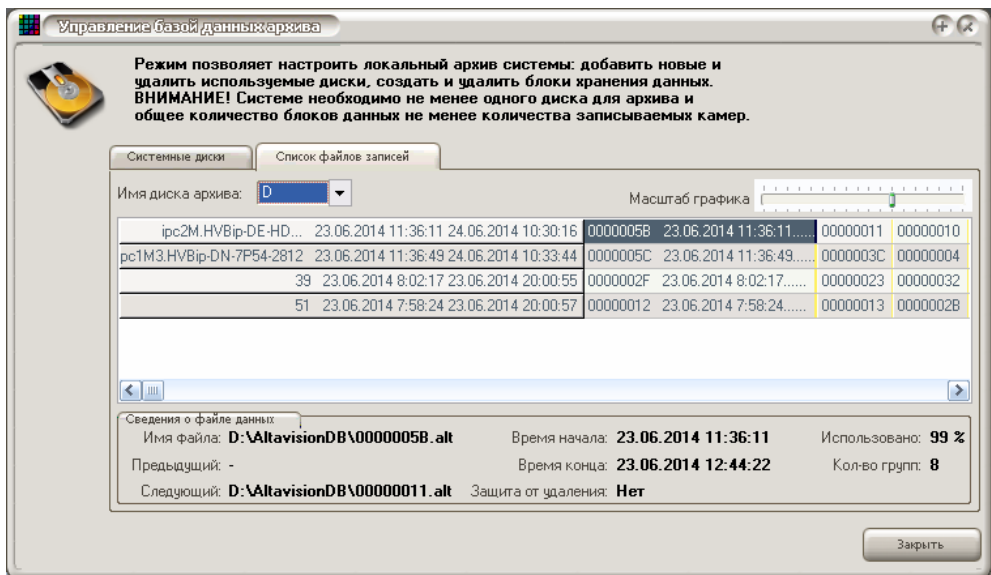 Управление базой данных архива
Режим позволяет настроить локальный архив системы: добавить новые и
удалить используемые диски, создать и удалить блоки хранения данных.
ВНИМАНИЕ! Системе необходимо не менее одного диска для архива и
общее количество блоков данных не менее количества записываемых камер.
Системные диски Список файлов записей
Имя диска архива: D Масштаб графика
ipc2M.HVBip-DE-HD... 23.06.2014 11:36:11 24.06.2014 10:30:16 0000005B 23.06.2014 11:36:11...... 00000011 00000010
pc1M3.HVBip-DN-7P54-2812 23.06.2014 11:36:49 24.06.2014 10:33:44 0000005C 23.06.2014 11:36:49...... 0000003C 00000004
39 23.06.2014 8:02:17 23.06.2014 20:00:55 0000002F 23.06.2014 8:02:17...... 00000023 00000032
51 23.06.2014 7:58:24 23.06.2014 20:00:57 00000012 23.06.2014 7:58:24...... 00000013 0000002B
Сведения о файле данных
Имя файла: D:\AltavisionDB\0000005B.alt Время начала: 23.06.2014 11:36:11 Использовано: 99 %
Предыдущий: - Время конца: 23.06.2014 12:44:22 Кол-во групп: 8
Следующий: D:\AltavisionDB\00000011.alt Защита от удаления: Нет
Закрыть